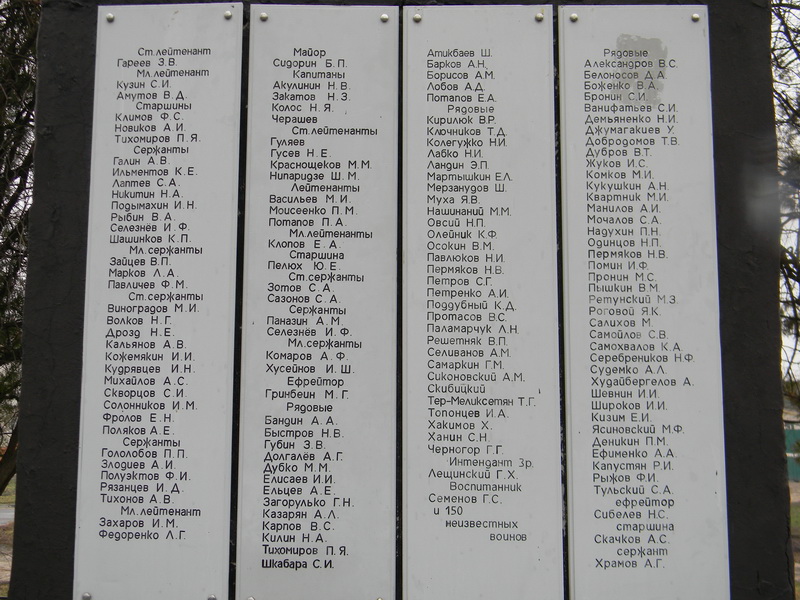 Ст. лейтенант
Гареев З.В.
Мл. лейтенант
Кузин С.И.
Амутов В.Д.
Старшины
Климов Ф.С.
Новиков А.И.
Тихомиров П.Я.
Сержанты
Галин А.В.
Ильментов К.Е.
Лаптев С.А.
Никитин Н.А.
Подымахин И.Н.
Рыбин В.А.
Селезнёв И.Ф.
Шашинков К.П.
Мл. сержанты
Зайцев В.П.
Марков Л.А.
Павличев Ф.М.
Ст. сержанты
Виноградов М.И.
Волков Н.Г.
Дрозд Н.Е.
Кальянов А.В.
Кожемякин И.И.
Кудрявцев И.Н.
Михайлов А.С.
Скворцов С.И.
Солонников И.М.
Фролов Е.Н.
Поляков А.Е.
Сержанты
Гололобов П.П.
Злодиев А.И.
Полуэктов Ф.И.
Рязанцев И.Д.
Тихонов А.В.
Мл. лейтенант
Захаров И.М.
Федоренко Л.Г.
Майор
Сидорин Б.П.
Капитаны
Акулинин Н.В.
Закатов Н.З.
Колос Н.Я.
Черашев
Ст. лейтенанты
Гуляев
Гусев Н.Е.
Краснощеков М.М.
Нипаридзе Ш.М.
Лейтенанты
Васильев М.И.
Моисеенко П.М.
Потапов П.А.
Мл. лейтенанты
Клопов Е.А.
Старшина
Пелюх Ю.Е.
Ст. сержанты
Зотов С.А.
Сазонов С.А.
Сержанты
Паназин А.М.
Селезнёв И.Ф.
Мл. сержанты
Комаров А.Ф.
Хусейнов И.Ш.
Ефрейтор
Гринбеин М.Г.
Рядовые
Бандин А.А.
Быстров Н.В.
Губин З.В.
Долгалёв А.Г.
Дубко М.М.
Елисаев И.И.
Ельцев А.Е.
Загорулько Г.Н.
Казарян А.Л.
Карпов В.С.
Килин Н.А.
Тихомиров П.Я.
Шкабара С.И.
Атикбаев Ш.
Барков А.Н.
Борисов А.М.
Лобов А.Д.
Потапов Е.А.
Рядовые
Кирилюк В.Р.
Ключников Т.Д.
Колегужко Н.И.
Лабко Н.И.
Ландин Э.П.
Мартышкин Е.Л.
Мерзанудов Ш.
Муха Я.В.
Нашинаний М.М.
Овсий Н.П.
Олейник К.Ф.
Осокин В.М.
Павлюков Н.И.
Пермяков Н.В.
Петров С.Г.
Петренко А.И.
Поддубный К.Д.
Протасов В.С.
Паламарчук Л.Н.
Решетняк В.П.
Селиванов А.М.
Самаркин Г.М.
Сиконовский А.М.
Скибицкий
Тер-Меликсетян Т.Г.
Топонцев И.А.
Хакимов Х.
Ханин С.Н.
Черногор Г.Г.
Интендант 3р.
Лещинский Г.Х.
Воспитанник
Семенов Г.С.
и 150
неизвестных
воинов
Рядовые
Александров В.С.
Белоносов Д.А.
Боженко В.А.
Бронин С.И.
Ванифатьев С.И.
Демьяненко Н.И.
Джумагакиев У.
Добродомов Т.В.
Дубров В.Т.
Жуков И.С.
Комков М.И.
Кукушкин А.Н.
Квартник М.И.
Манилов А.И.
Мочалов С.А.
Надухин П.Н.
Одинцов Н.П.
Пермяков Н.В.
Помин И.Ф.
Пронин М.С.
Пышкин В.М.
Ретунский М.З.
Роговой Я.К.
Салихов М.
Самойлов С.В.
Самохвалов К.А.
Серебреников Н.Ф.
Судемко А.Л.
Худайбергелов А.
Шевнин И.И.
Широков И.И.
Кизим Е.И.
Ясиновский М.Ф.
Деникин П.М.
Ефименко А.А.
Капустян Р.И.
Рыжов Ф.И.
Тульский С.А.
ефрейтор
Сибелев Н.С.
старшина
Скачков А.С.
сержант
Храмов А.Г.